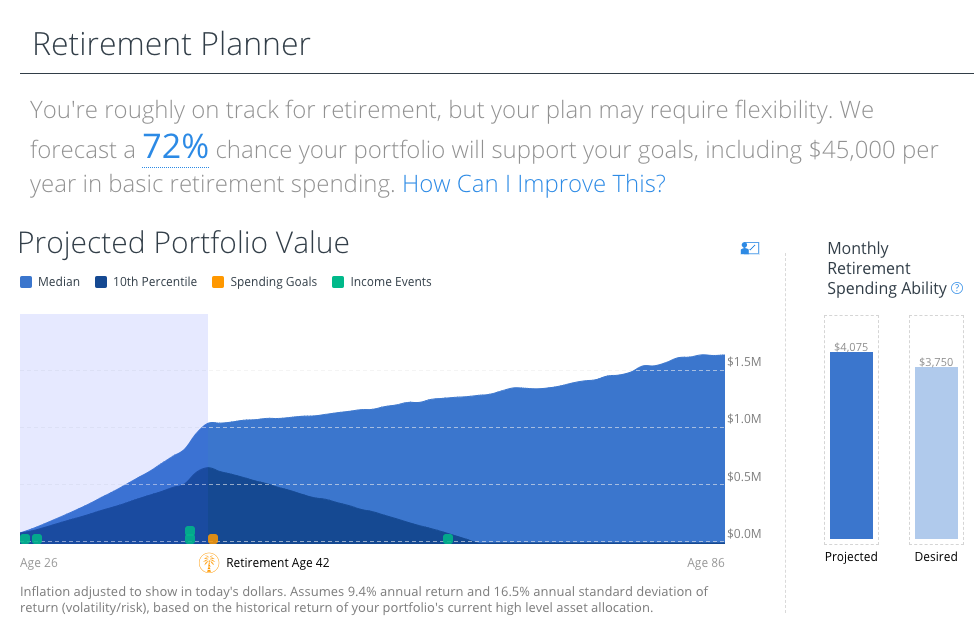 Retirement Planner
You're roughly on track for retirement, but your plan may require flexibility. We
forecast a 72% chance your portfolio will support your goals, including $45,000 per
year in basic retirement spending. How Can I Improve This?
Projected Portfolio Value
Median
10th Percentile
Spending Goals
Income Events
$1.5M
$1.0M
$0.5M
$0.0M
Age 26
Retirement Age 42
Age 86
Inflation adjusted to show in today's dollars. Assumes 9.4% annual return and 16.5% annual standard deviation of
return (volatility/risk), based on the historical return of your portfolio's current high level asset allocation.
Monthly
Retirement
Spending Ability ?
$4,075
$3,750
Projected
Desired